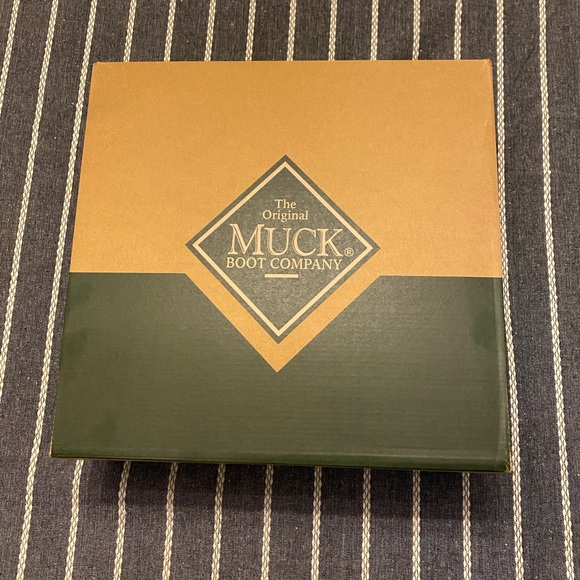 The
Original
MUCK®
BOOT COMPANY